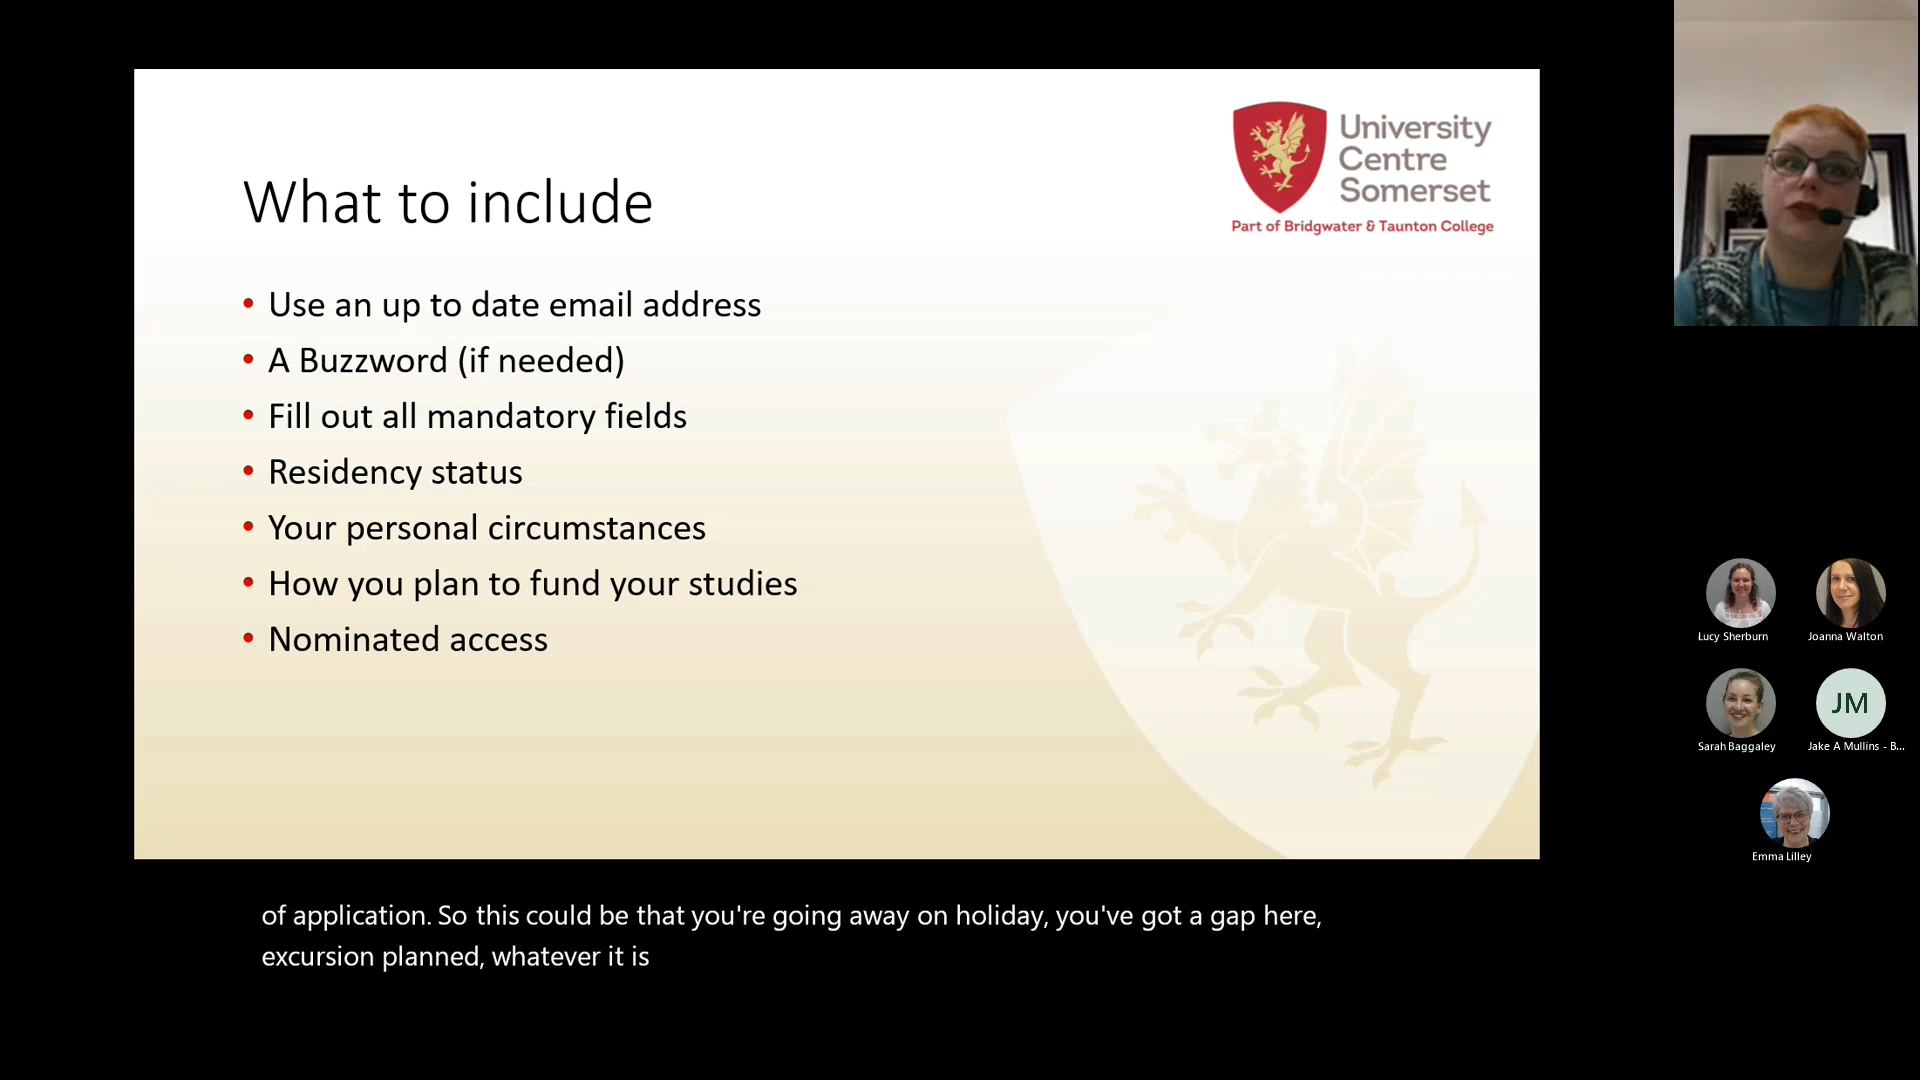 University
Centre
Somerset
Part of Bridgwater & Taunton College
What to include
• Use an up to date email address
• A Buzzword (if needed)
• Fill out all mandatory fields
• Residency status
• Your personal circumstances
• How you plan to fund your studies
• Nominated access
Lucy Sherburn
Joanna Walton
Sarah Baggaley
JM
Jake A Mullins - B...
Emma Lilley
of application. So this could be that you're going away on holiday, you've got a gap here,
excursion planned, whatever it is